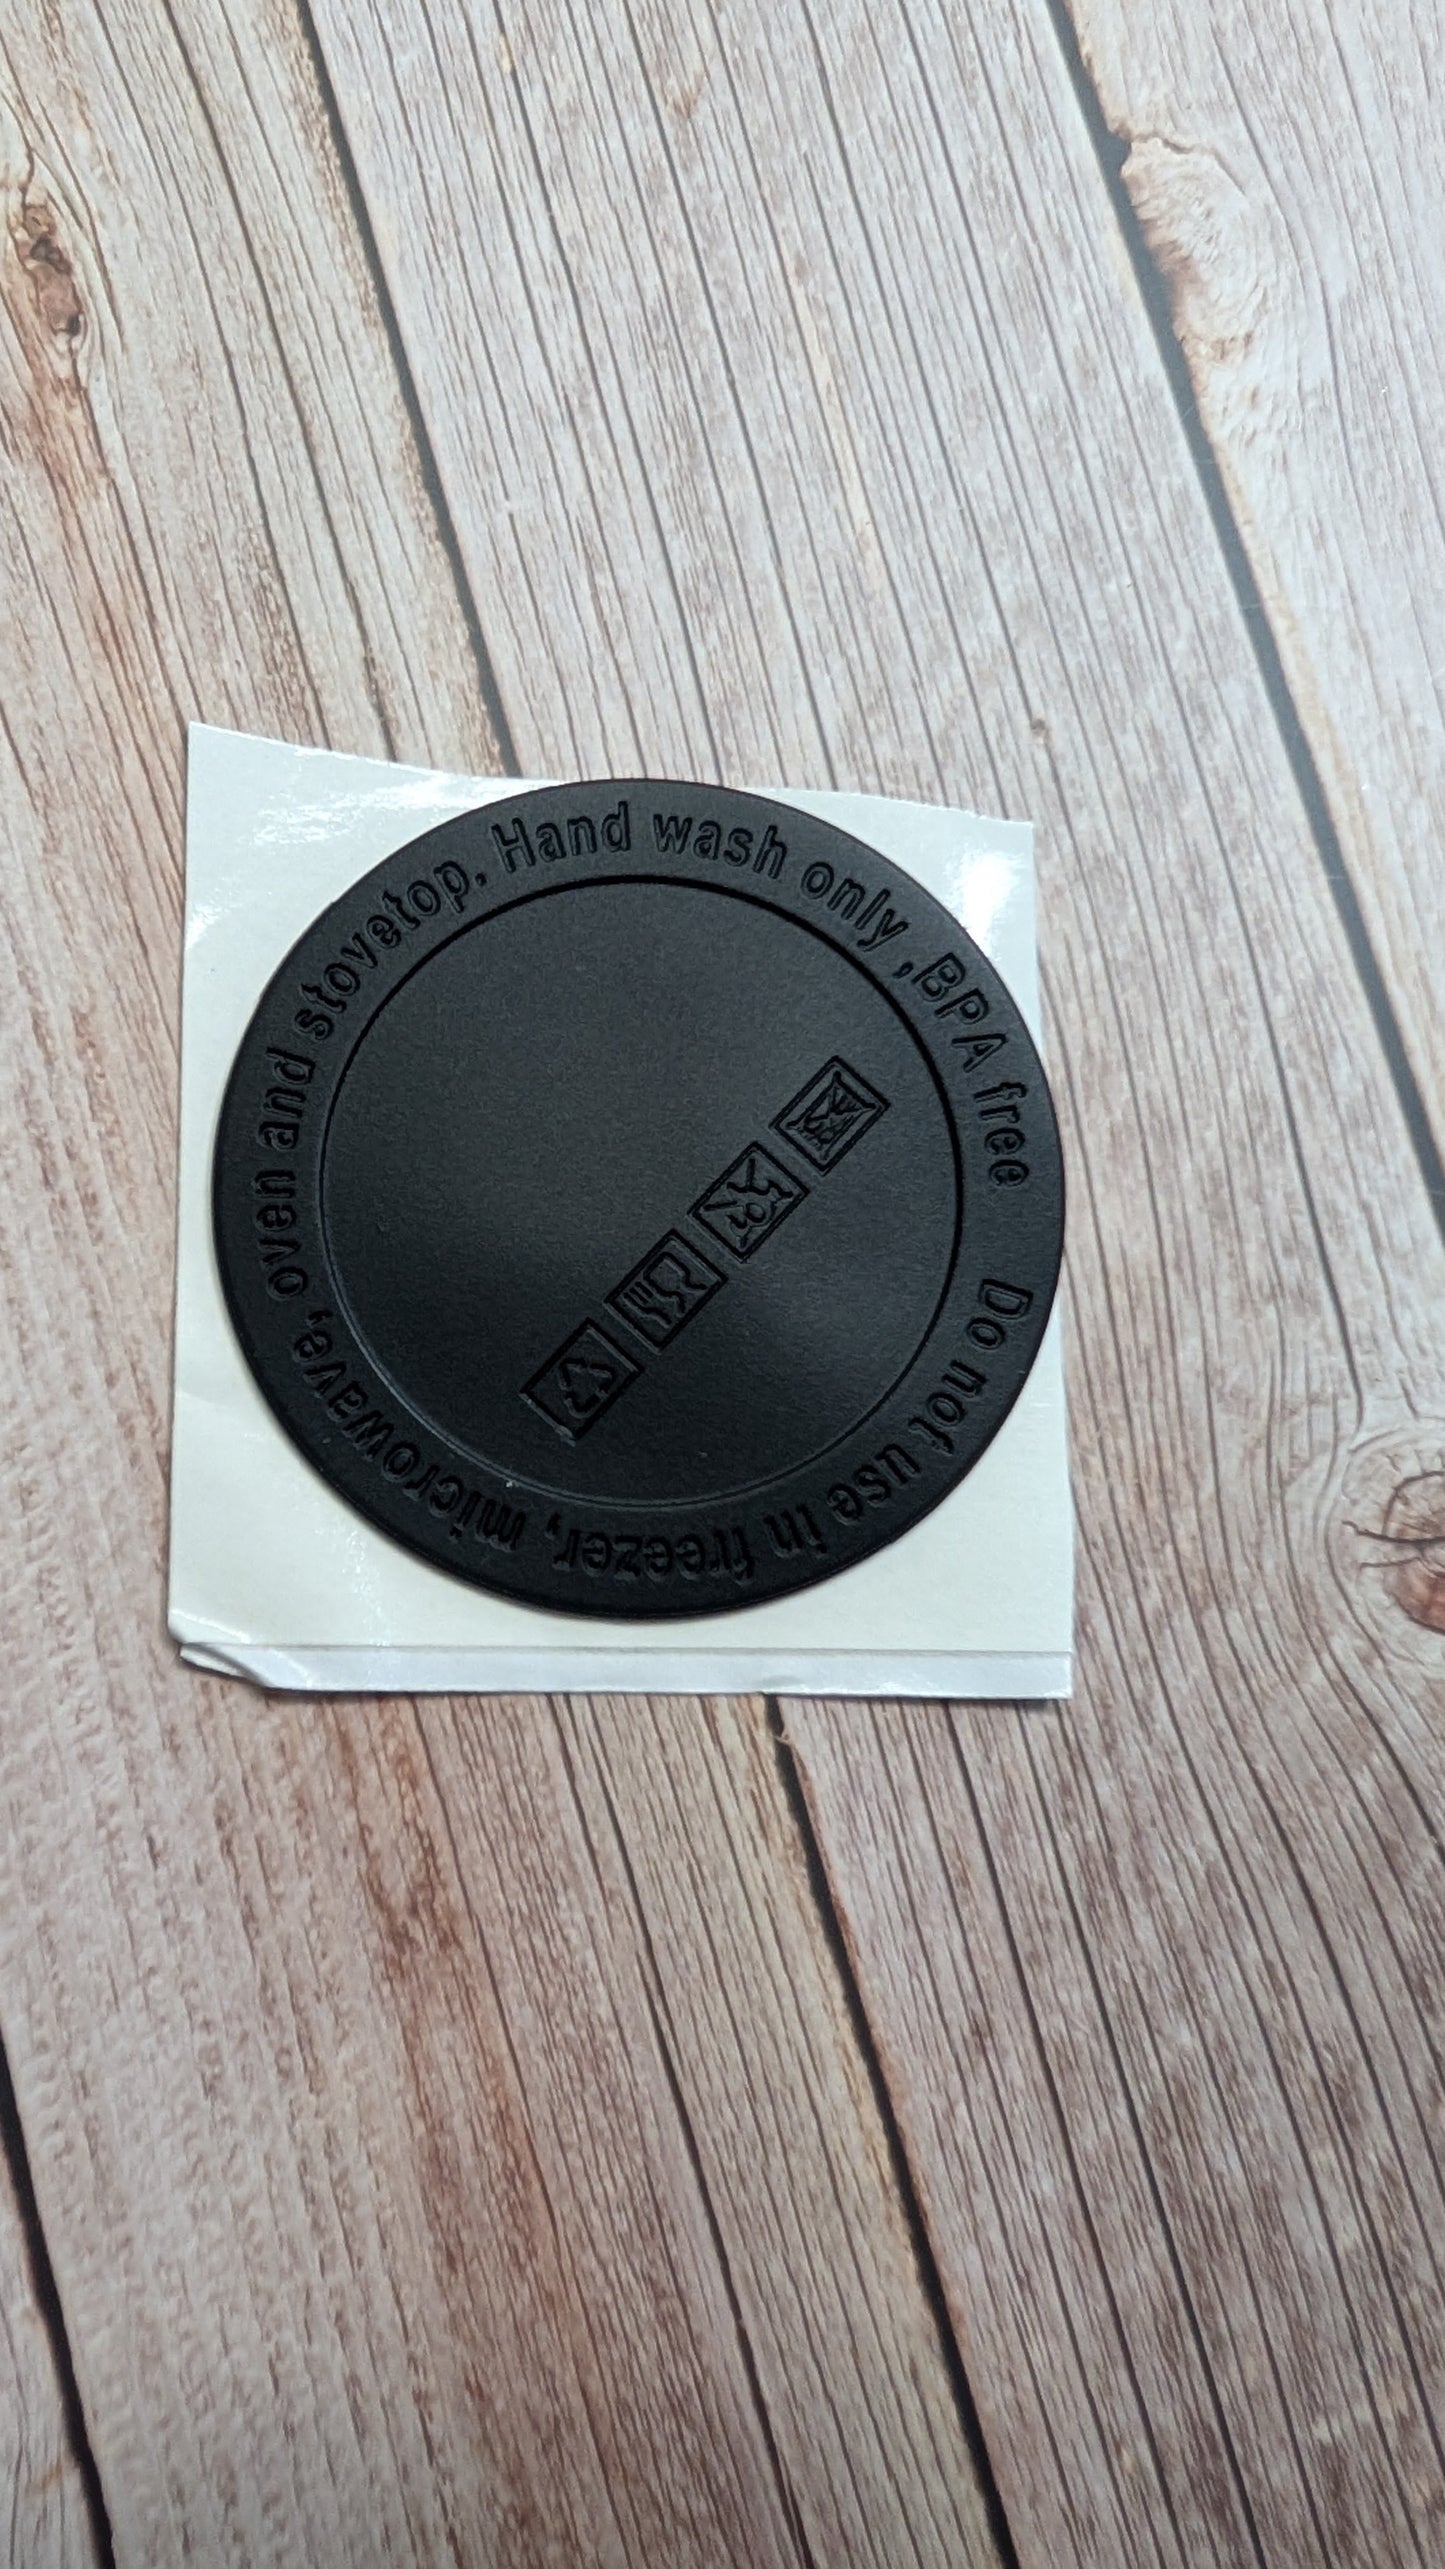 Do not use in freezer, microwave, oven and stovetop. Hand wash only ,BPA free